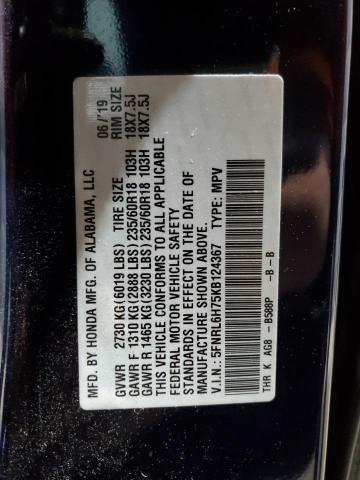 MFD. BY HONDA MFG. OF ALABAMA, LLC 06/'19
GVWR 2730 KG(6019 LBS) TIRE SIZE RIM SIZE
GAWR F 1310 KG(2888 LBS) 235/60R18 103H 18X7.5J
GAWR R 1465 KG(3230 LBS) 235/60R18 103H 18X7.5J
THIS VEHICLE CONFORMS TO ALL APPLICABLE
FEDERAL MOTOR VEHICLE SAFETY
STANDARDS IN EFFECT ON THE DATE OF
MANUFACTURE SHOWN ABOVE.
V.I.N.: 5FNRL6H75KB124367 TYPE: MPV
THR K AG8 - B588P -B-B